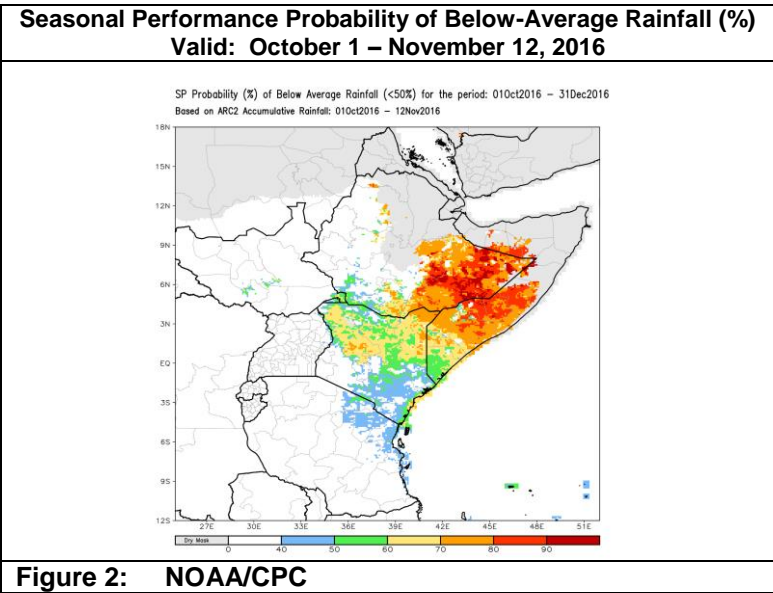 Seasonal Performance Probability of Below-Average Rainfall (%)
Valid: October 1 – November 12, 2016
SP Probability (%) of Below Average Rainfall (<50%) for the period: 01Oct2016 – 31Dec2016
Based on ARC2 Accumulative Rainfall: 01Oct2016 – 12Nov2016
18N
15N
12N
9N
6N
3N
EQ
3S
6S
9S
12S
27E 30E 33E 36E 39E 42E 45E 48E 51E
Dry Mask 0 40 50 60 70 80 90
Figure 2: NOAA/CPC